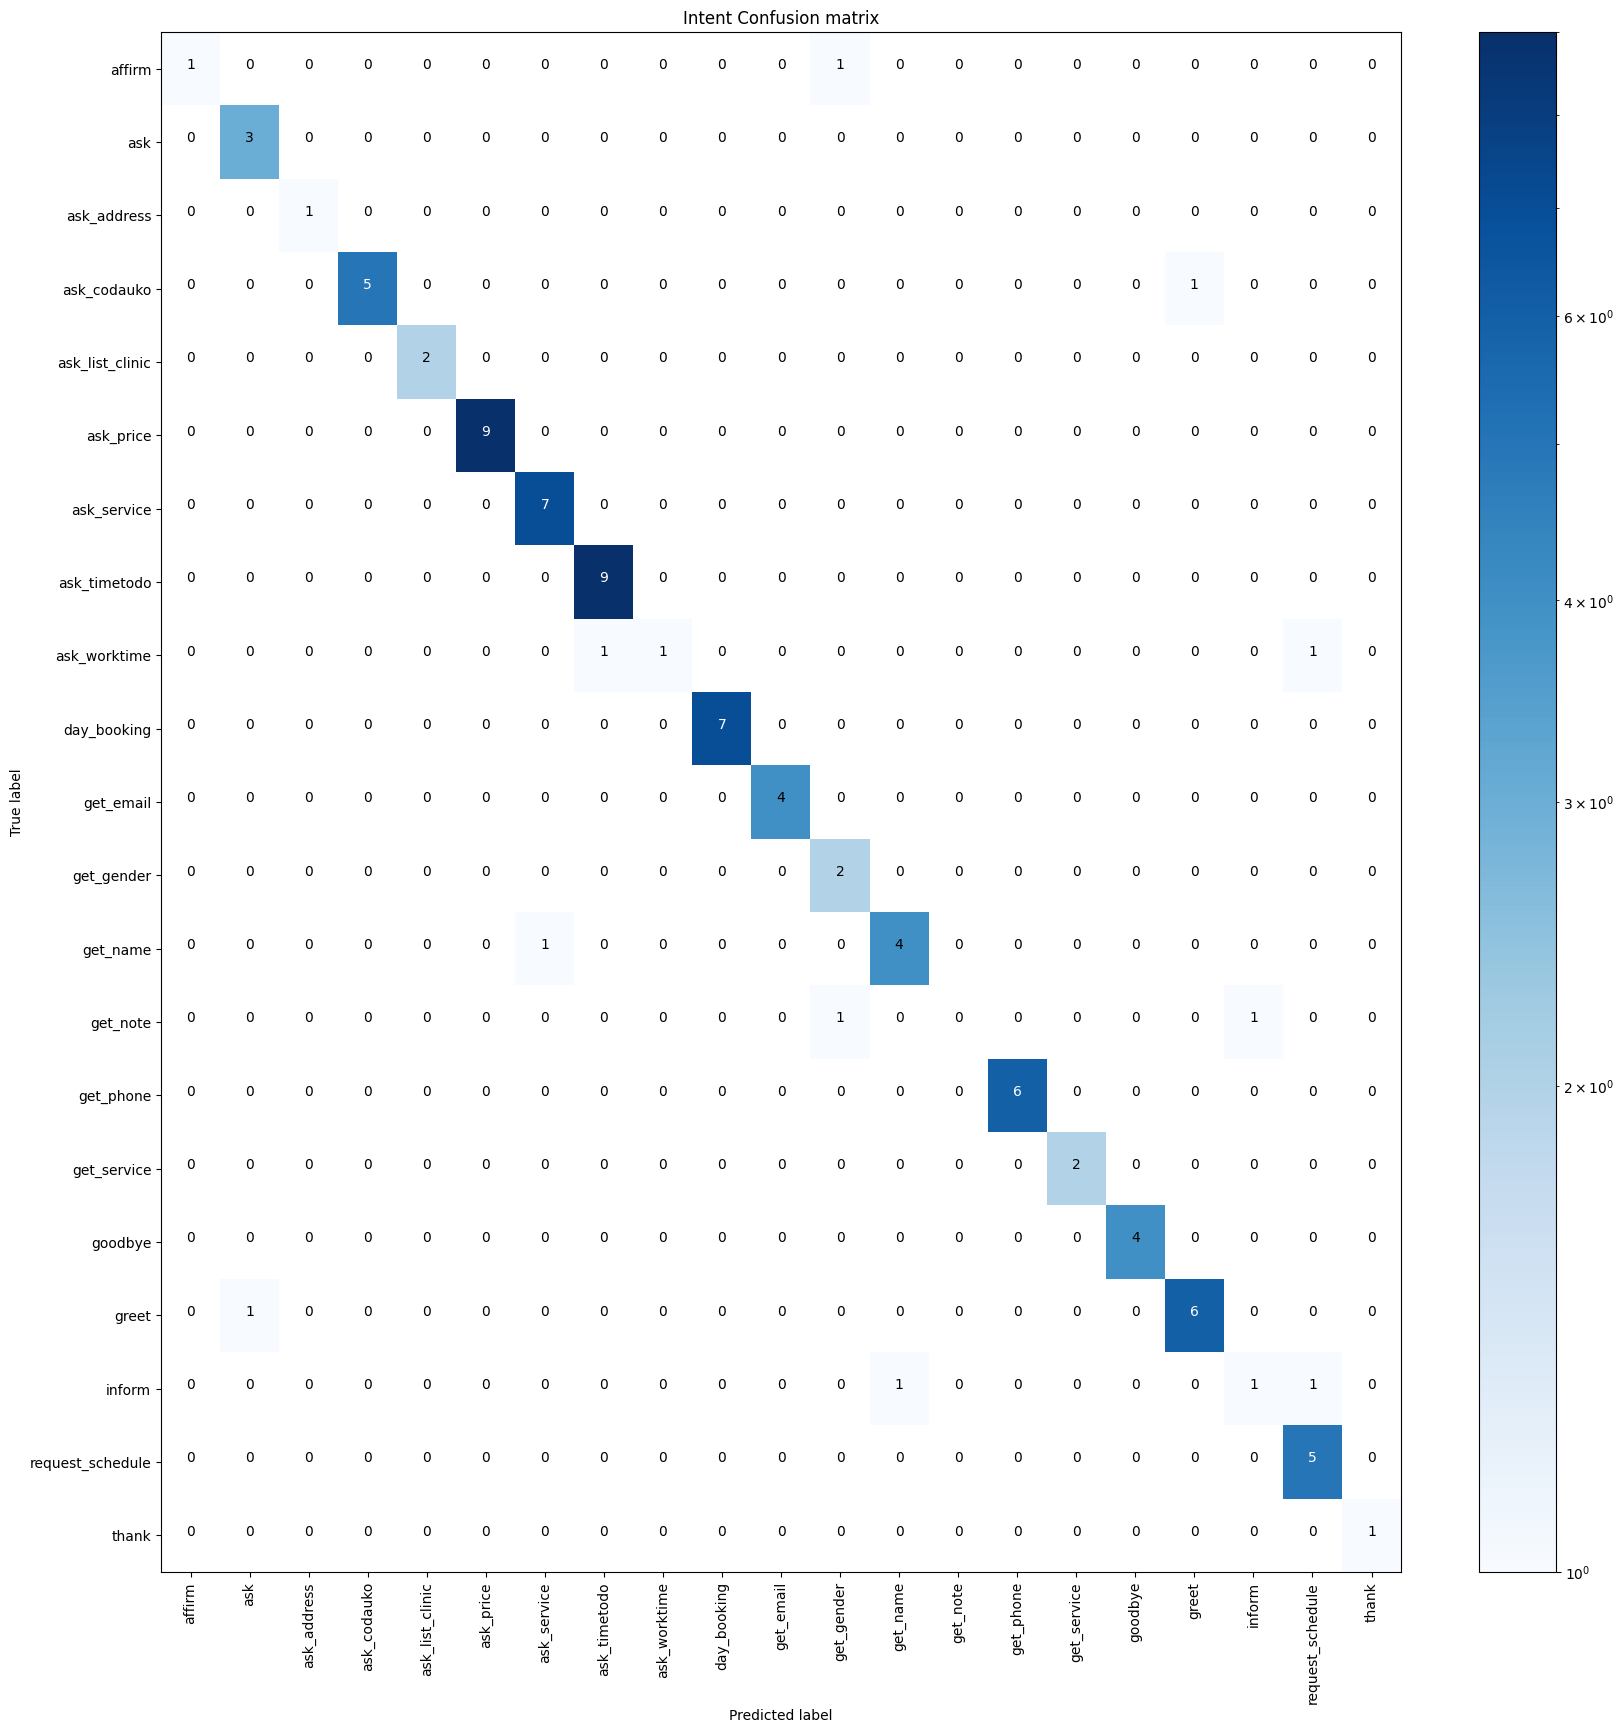 Intent Confusion matrix
affirm 1 0 0 0 0 0 0 0 0 0 0 1 0 0 0 0 0 0 0 0 0
ask 0 3 0 0 0 0 0 0 0 0 0 0 0 0 0 0 0 0 0 0 0
ask_address 0 0 1 0 0 0 0 0 0 0 0 0 0 0 0 0 0 0 0 0 0
ask_codauko 0 0 0 5 0 0 0 0 0 0 0 0 0 0 0 0 0 1 0 0 0
6 × 10⁰
ask_list_clinic 0 0 0 0 2 0 0 0 0 0 0 0 0 0 0 0 0 0 0 0 0
ask_price 0 0 0 0 0 9 0 0 0 0 0 0 0 0 0 0 0 0 0 0 0
ask_service 0 0 0 0 0 0 7 0 0 0 0 0 0 0 0 0 0 0 0 0 0
ask_timetodo 0 0 0 0 0 0 0 9 0 0 0 0 0 0 0 0 0 0 0 0 0
4 × 10⁰
ask_worktime 0 0 0 0 0 0 0 1 1 0 0 0 0 0 0 0 0 0 0 1 0
day_booking 0 0 0 0 0 0 0 0 0 7 0 0 0 0 0 0 0 0 0 0 0
True label
get_email 0 0 0 0 0 0 0 0 0 0 4 0 0 0 0 0 0 0 0 0 0
3 × 10⁰
get_gender 0 0 0 0 0 0 0 0 0 0 0 2 0 0 0 0 0 0 0 0 0
get_name 0 0 0 0 0 0 1 0 0 0 0 0 4 0 0 0 0 0 0 0 0
get_note 0 0 0 0 0 0 0 0 0 0 0 1 0 0 0 0 0 0 1 0 0
get_phone 0 0 0 0 0 0 0 0 0 0 0 0 0 0 6 0 0 0 0 0 0
2 × 10⁰
get_service 0 0 0 0 0 0 0 0 0 0 0 0 0 0 0 2 0 0 0 0 0
goodbye 0 0 0 0 0 0 0 0 0 0 0 0 0 0 0 0 4 0 0 0 0
greet 0 1 0 0 0 0 0 0 0 0 0 0 0 0 0 0 0 6 0 0 0
inform 0 0 0 0 0 0 0 0 0 0 0 0 1 0 0 0 0 0 1 1 0
request_schedule 0 0 0 0 0 0 0 0 0 0 0 0 0 0 0 0 0 0 0 5 0
thank 0 0 0 0 0 0 0 0 0 0 0 0 0 0 0 0 0 0 0 0 1
10⁰
affirm
ask
ask_address
ask_codauko
ask_list_clinic
ask_price
ask_service
ask_timetodo
ask_worktime
day_booking
get_email
get_gender
get_name
get_note
get_phone
get_service
goodbye
greet
inform
request_schedule
thank
Predicted label